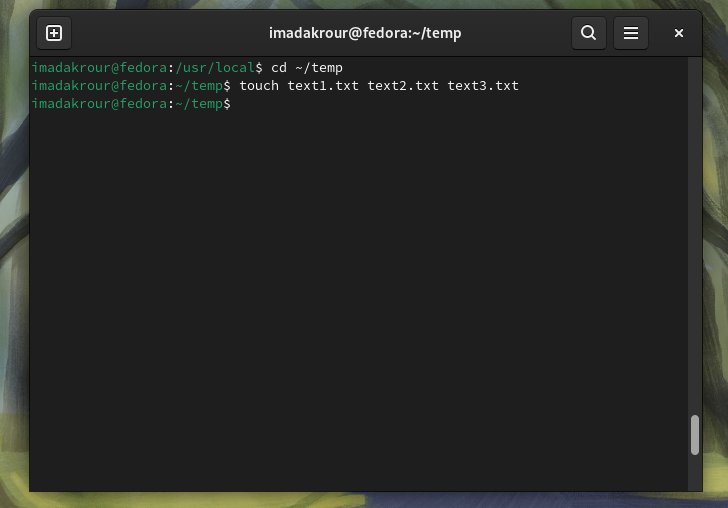 imadakrour@fedora:~/temp
imadakrour@fedora:/usr/local$ cd ~/temp
imadakrour@fedora:~/temp$ touch text1.txt text2.txt text3.txt
imadakrour@fedora:~/temp$